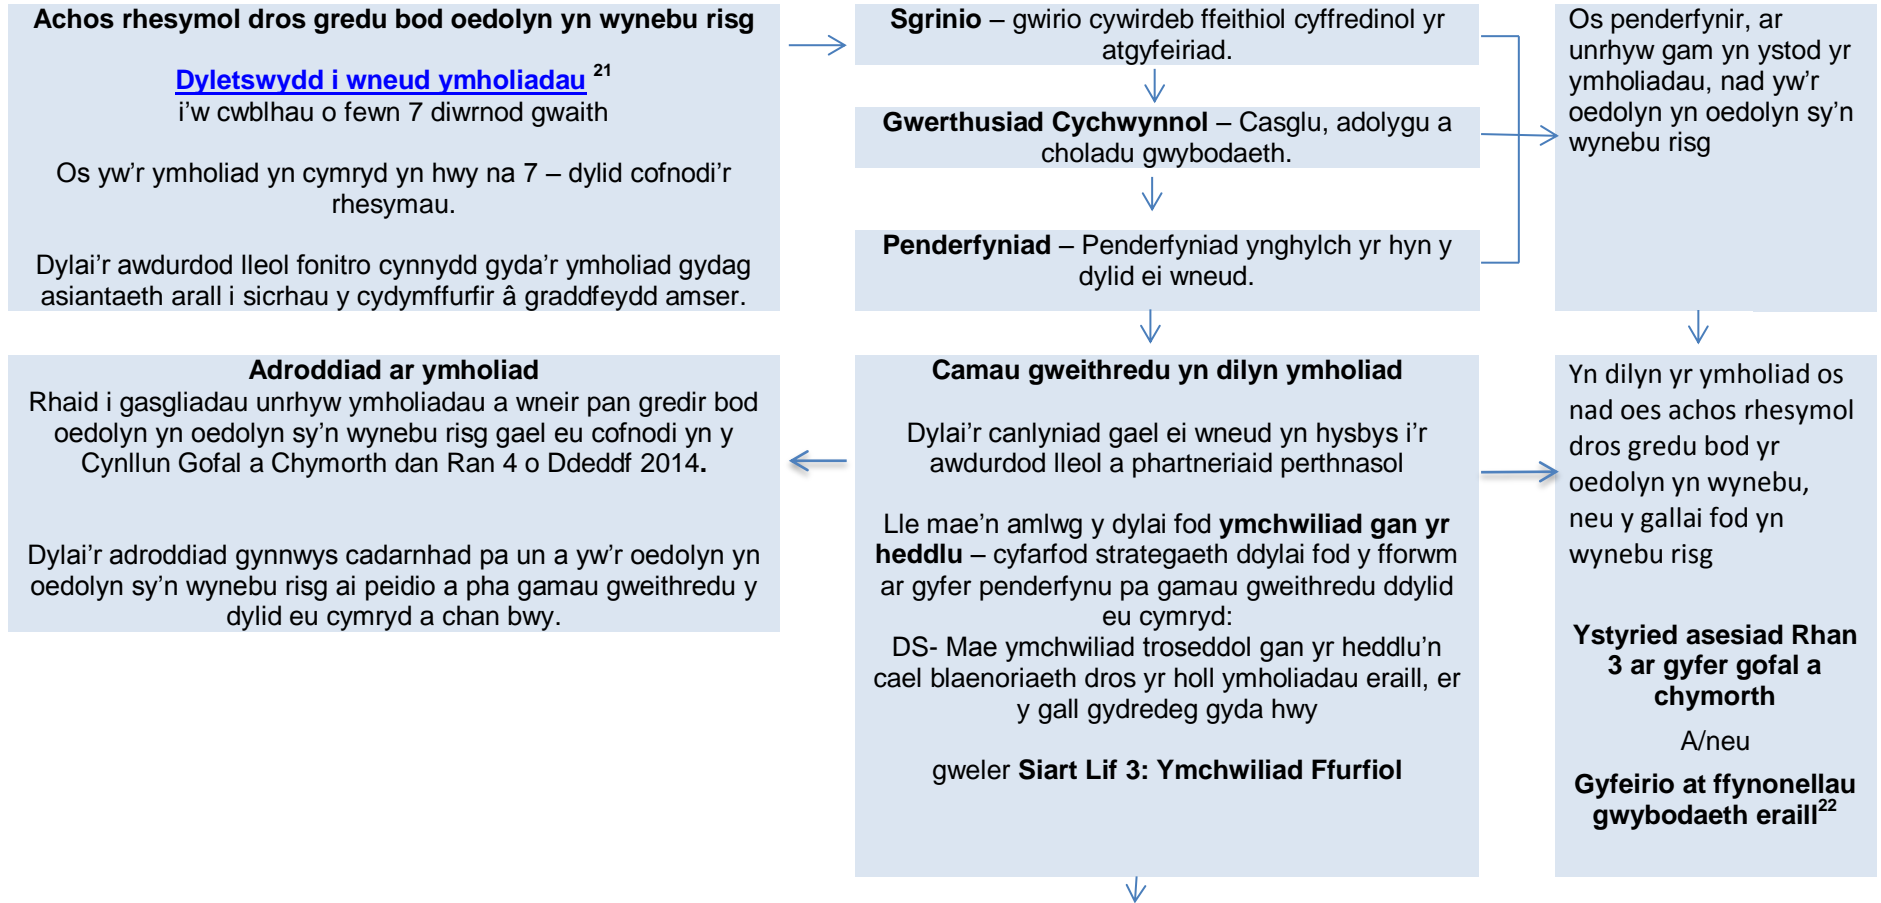 Achos rhesymol dros gredu bod oedolyn yn wynebu risg
Dyletswydd i wneud ymholiadau 21
i'w cwblhau o fewn 7 diwrnod gwaith
Os yw'r ymholiad yn cymryd yn hwy na 7 – dylid cofnodi'r
rhesymau.
Dylai'r awdurdod lleol fonitro cynnydd gyda'r ymholiad gydag
asiantaeth arall i sicrhau y cydymffurfir â graddfeydd amser.
Sgrinio – gwirio cywirdeb ffeithiol cyffredinol yr
atgyfeiriad.
Gwerthusiad Cychwynnol – Casglu, adolygu a
choladu gwybodaeth.
Penderfyniad – Penderfyniad ynghylch yr hyn y
dylid ei wneud.
Os penderfynir, ar
unrhyw gam yn ystod yr
ymholiadau, nad yw'r
oedolyn yn oedolyn sy'n
wynebu risg
Adroddiad ar ymholiad
Rhaid i gasgliadau unrhyw ymholiadau a wneir pan gredir bod
oedolyn yn oedolyn sy'n wynebu risg gael eu cofnodi yn y
Cynllun Gofal a Chymorth dan Ran 4 o Ddeddf 2014.
Dylai'r adroddiad gynnwys cadarnhad pa un a yw'r oedolyn yn
oedolyn sy'n wynebu risg ai peidio a pha gamau gweithredu y
dylid eu cymryd a chan bwy.
Camau gweithredu yn dilyn ymholiad
Dylai'r canlyniad gael ei wneud yn hysbys i'r
awdurdod lleol a phartneriaid perthnasol
Lle mae'n amlwg y dylai fod ymchwiliad gan yr
heddlu – cyfarfod strategaeth ddylai fod y fforwm
ar gyfer penderfynu pa gamau gweithredu ddylid
eu cymryd:
DS- Mae ymchwiliad troseddol gan yr heddlu'n
cael blaenoriaeth dros yr holl ymholiadau eraill, er
y gall gydredeg gyda hwy
gweler Siart Lif 3: Ymchwiliad Ffurfiol
Yn dilyn yr ymholiad os
nad oes achos rhesymol
dros gredu bod yr
oedolyn yn wynebu,
neu y gallai fod yn
wynebu risg
Ystyried asesiad Rhan
3 ar gyfer gofal a
chymorth
A/neu
Gyfeirio at ffynonellau
gwybodaeth eraill22